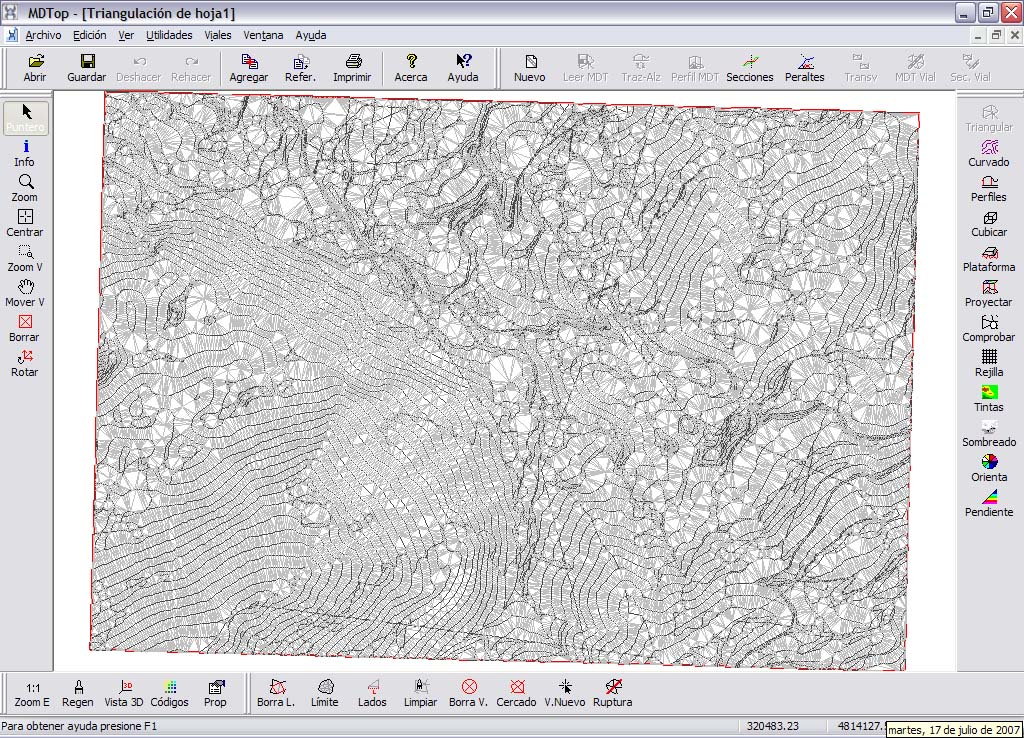 MDTop - [Triangulación de hoja1]
Archivo Edición Ver Utilidades Viales Ventana Ayuda
Abrir Guardar Deshacer Rehacer Agregar Refer. Imprimir Acerca Ayuda Nuevo Leer MDT Traz-Alz Perfil MDT Secciones Peraltes Transv MDT Vial Sec. Vial
Puntero
Info
Zoom
Centrar
Zoom V
Mover V
Borrar
Rotar
Triangular
Curvado
Perfiles
Cubicar
Plataforma
Proyectar
Comprobar
Rejilla
Tintas
Sombreado
Orienta
Pendiente
1:1 3D
Zoom E Regen Vista 3D Códigos Prop Borra L. Límite Lados Limpiar Borra V. Cercado V.Nuevo Ruptura
Para obtener ayuda presione F1 320483.23 4814127.
martes, 17 de julio de 2007